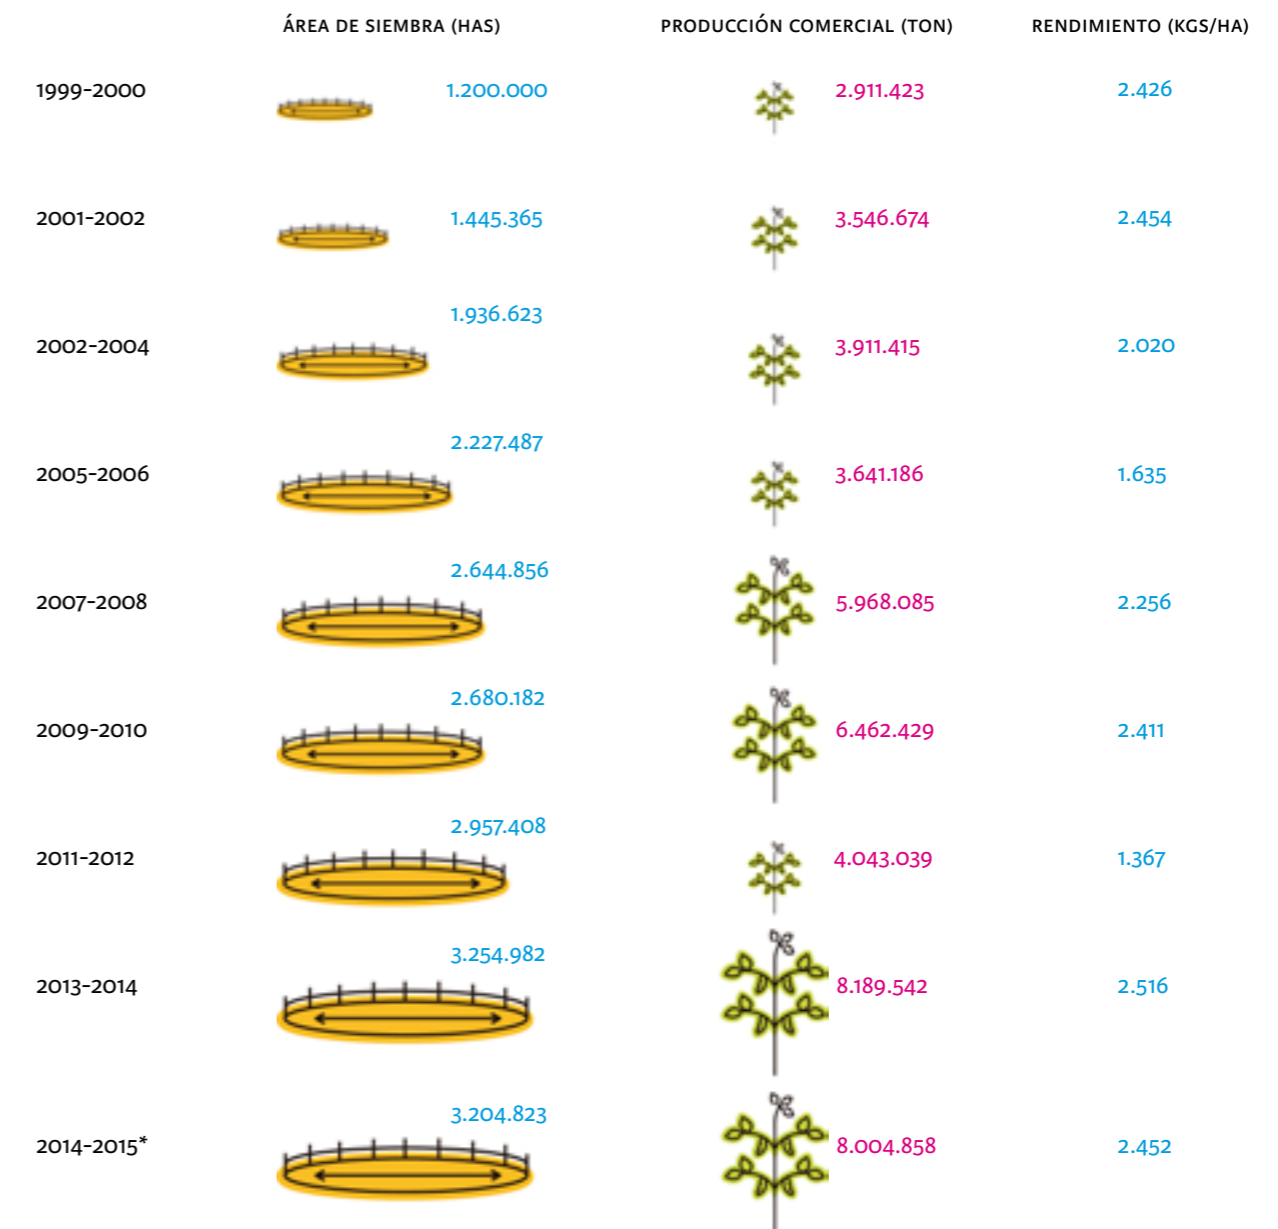 ÁREA DE SIEMBRA (HAS) PRODUCCIÓN COMERCIAL (TON) RENDIMIENTO (KGS/HA)
1999-2000 1.200.000 2.911.423 2.426
2001-2002 1.445.365 3.546.674 2.454
2002-2004 1.936.623 3.911.415 2.020
2005-2006 2.227.487 3.641.186 1.635
2007-2008 2.644.856 5.968.085 2.256
2009-2010 2.680.182 6.462.429 2.411
2011-2012 2.957.408 4.043.039 1.367
2013-2014 3.254.982 8.189.542 2.516
2014-2015* 3.204.823 8.004.858 2.452